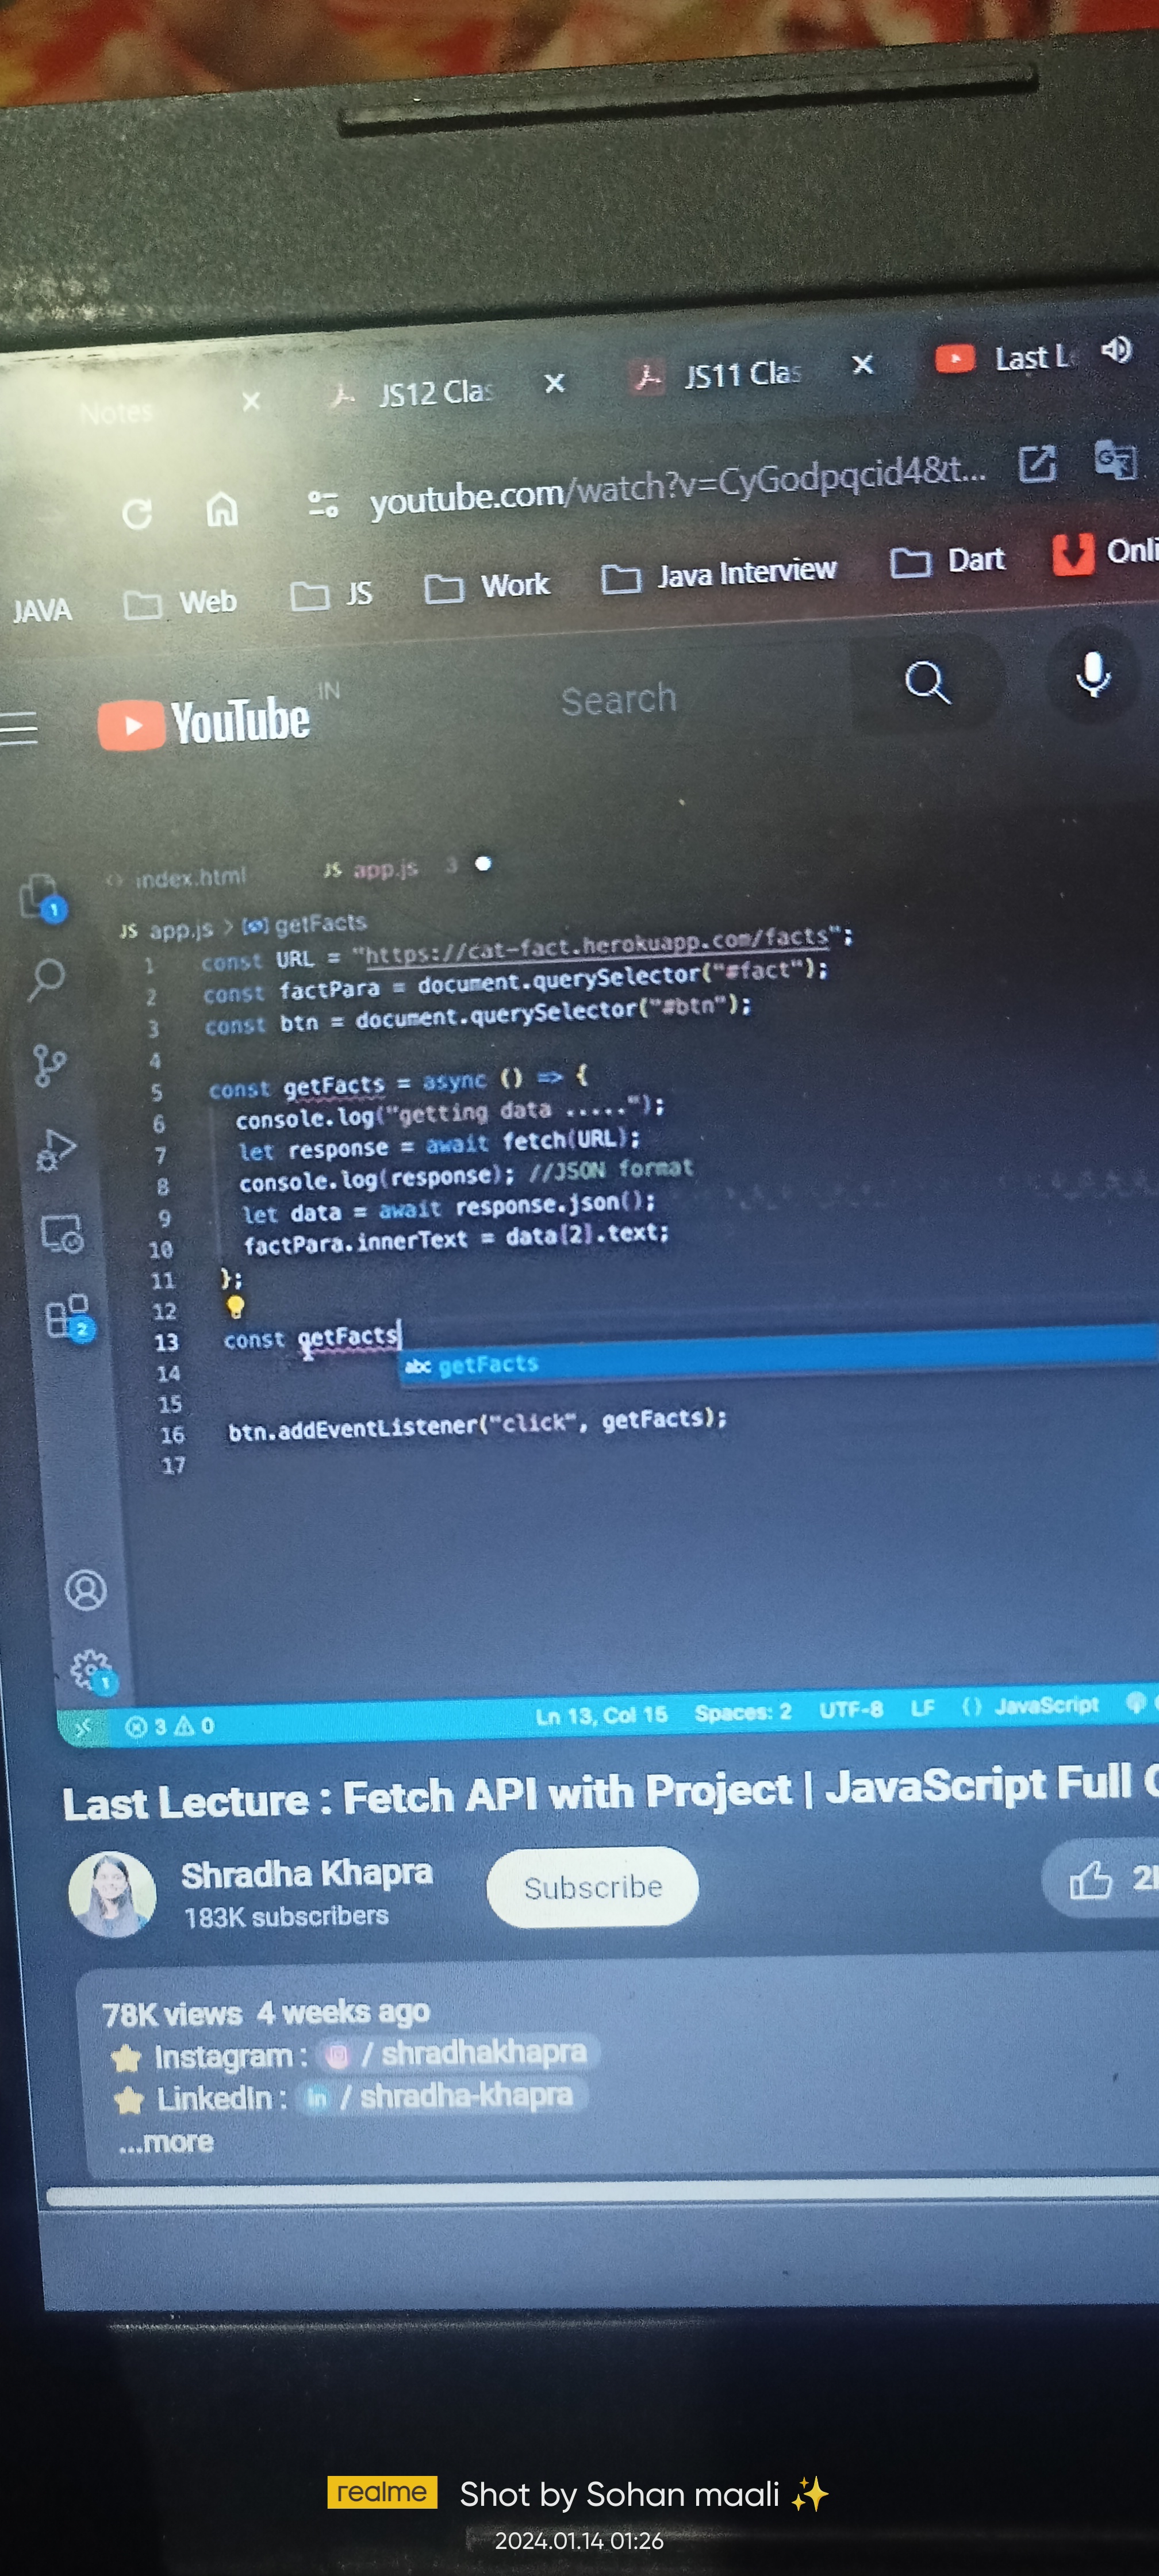 Notes
JS12 Clas
JS11 Clas
Last L
youtube.com/watch?v=CyGodpqcid4&t...
JAVA
Web
JS
Work
Java Interview
Dart
Onli
YouTube IN
Search
index.html
JS app.js 3
JS app.js > getFacts
1 const URL = "https://cat-fact.herokuapp.com/facts";
2 const factPara = document.querySelector("#fact");
3 const btn = document.querySelector("#btn");
4
5 const getFacts = async () => {
6 console.log("getting data .....");
7 let response = await fetch(URL);
8 console.log(response); //JSON format
9 let data = await response.json();
10 factPara.innerText = data[2].text;
11 };
12
13 const getFacts
abc getFacts
14
15
16 btn.addEventListener("click", getFacts);
17
1
2
1
3 0
Ln 13, Col 15
Spaces: 2
UTF-8
LF
{} JavaScript
Last Lecture : Fetch API with Project | JavaScript Full
Shradha Khapra
183K subscribers
Subscribe
78K views 4 weeks ago
Instagram : / shradhakhapra
LinkedIn : in / shradha-khapra
...more
realme Shot by Sohan maali ✨
2024.01.14 01:26